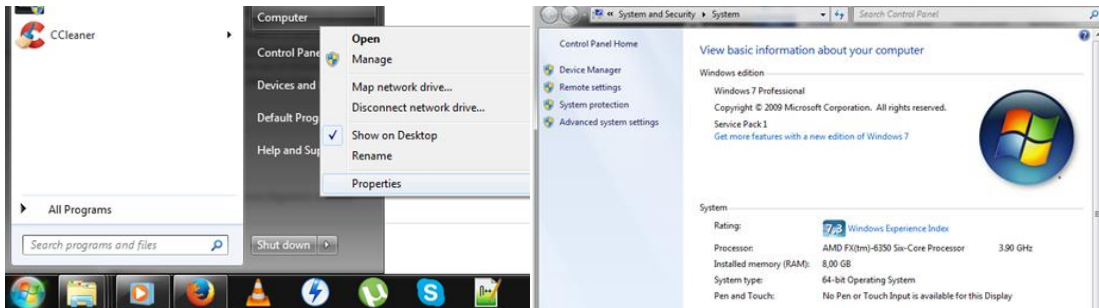 CCleaner
All Programs
Search programs and files
Computer
Control Pane
Devices and
Default Prog
Help and Sup
Shut down
Open
Manage
Map network drive...
Disconnect network drive...
Show on Desktop
Rename
Properties
« System and Security ▸ System
Search Control Panel
Control Panel Home
Device Manager
Remote settings
System protection
Advanced system settings
View basic information about your computer
Windows edition
Windows 7 Professional
Copyright © 2009 Microsoft Corporation. All rights reserved.
Service Pack 1
Get more features with a new edition of Windows 7
System
Rating: 7,3 Windows Experience Index
Processor: AMD FX(tm)-6350 Six-Core Processor 3.90 GHz
Installed memory (RAM): 8,00 GB
System type: 64-bit Operating System
Pen and Touch: No Pen or Touch Input is available for this Display